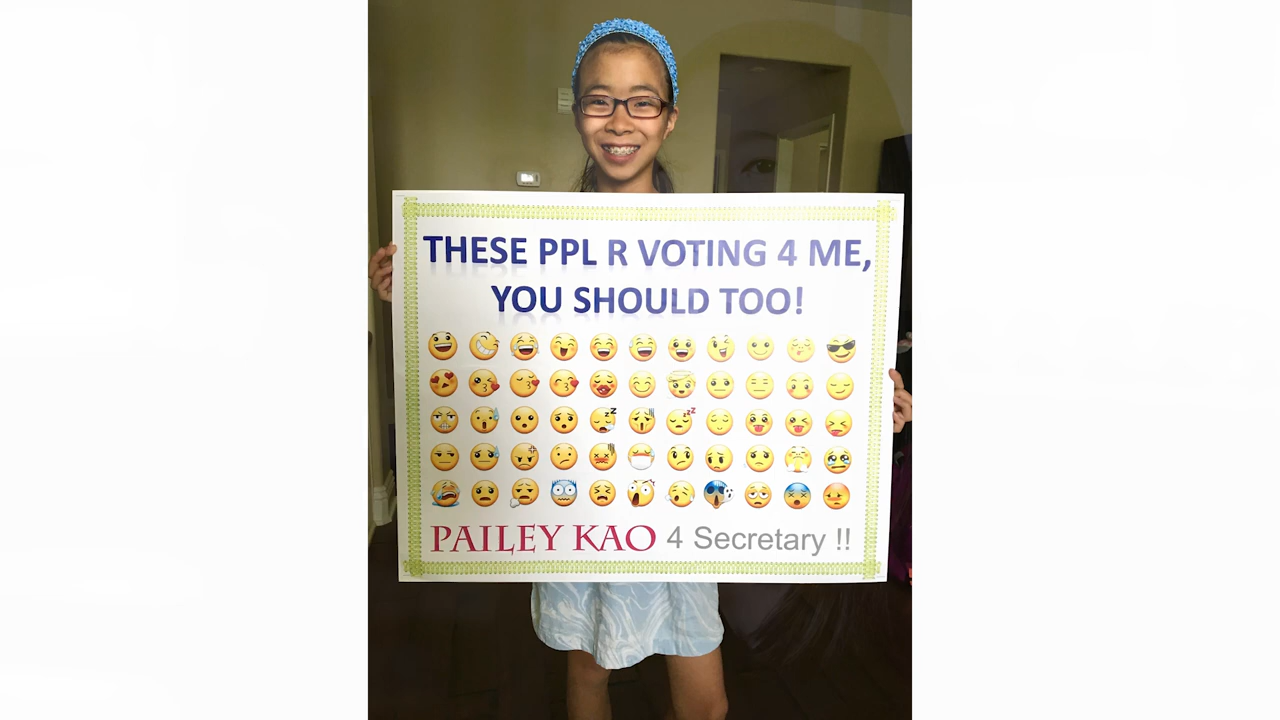 THESE PPL R VOTING 4 ME,
YOU SHOULD TOO!
PAILEY KAO 4 Secretary !!